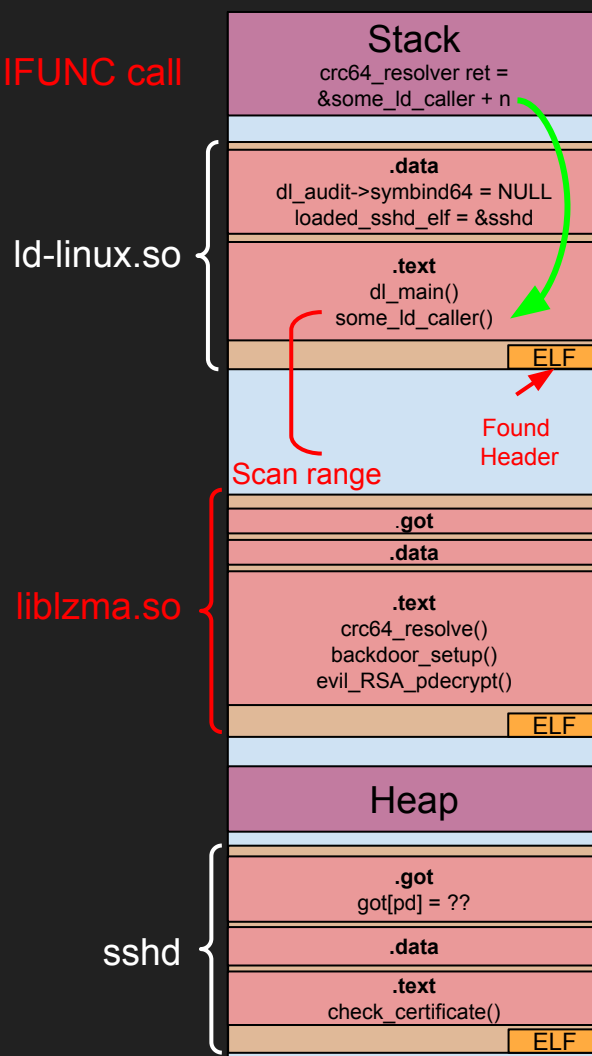 IFUNC call
Stack
crc64_resolver ret =
&some_ld_caller + n
ld-linux.so
.data
dl_audit->symbind64 = NULL
loaded_sshd_elf = &sshd
.text
dl_main()
some_ld_caller()
ELF
Found
Header
Scan range
liblzma.so
.got
.data
.text
crc64_resolve()
backdoor_setup()
evil_RSA_pdecrypt()
ELF
Heap
sshd
.got
got[pd] = ??
.data
.text
check_certificate()
ELF